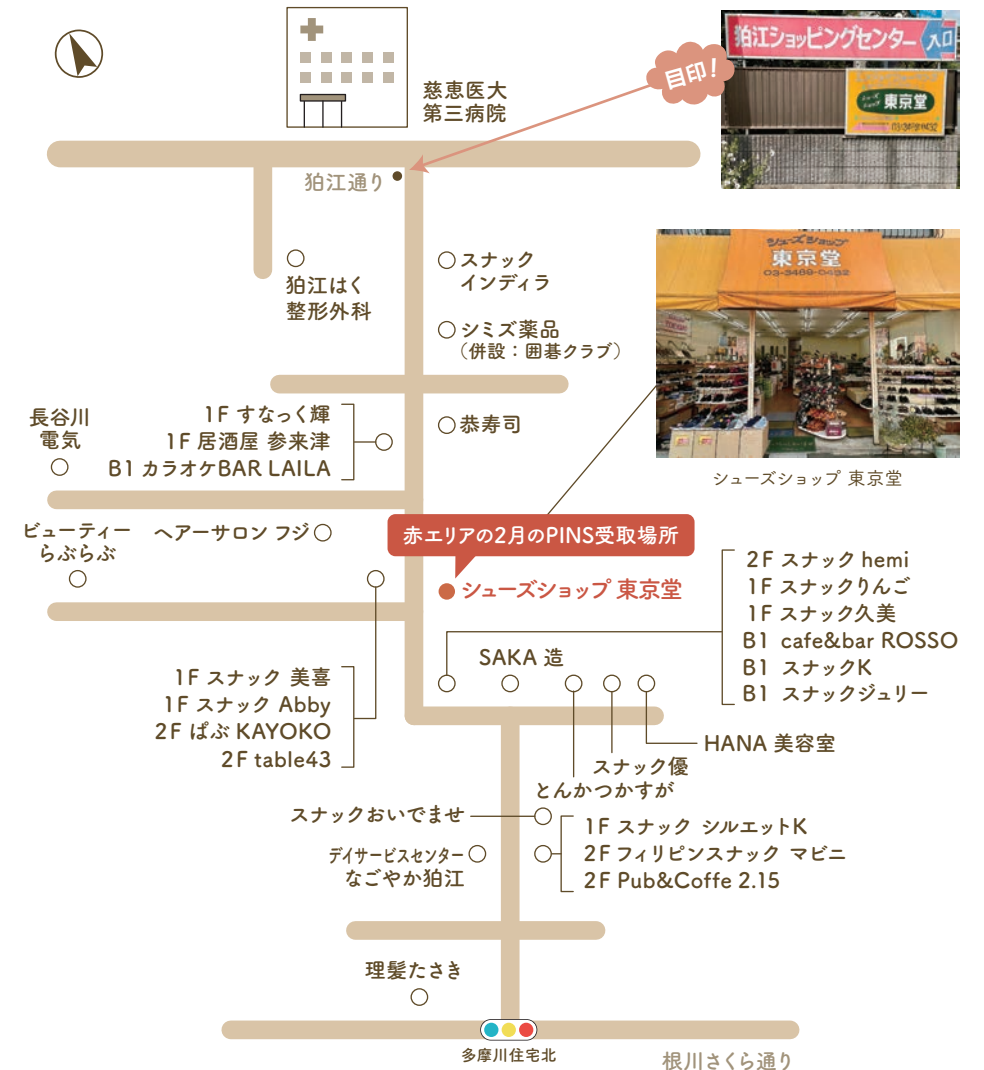 慈恵医大
第三病院
目印!
狛江ショッピングセンター 入口
シューズ
ショップ 東京堂
03-3489-0432
狛江通り
狛江はく
整形外科
スナック
インディラ
シミズ薬品
（併設：囲碁クラブ）
シューズショップ
東京堂
03-3489-0432
シューズショップ 東京堂
長谷川
電気
1F すなっく輝
1F 居酒屋 参来津
B1 カラオケBAR LAILA
恭寿司
ビューティー
らぶらぶ
ヘアーサロン フジ
赤エリアの2月のPINS受取場所
シューズショップ 東京堂
2F スナック hemi
1F スナックりんご
1F スナック久美
B1 cafe&bar ROSSO
B1 スナックK
B1 スナックジュリー
SAKA 造
1F スナック 美喜
1F スナック Abby
2F ぱぶ KAYOKO
2F table43
HANA 美容室
スナック優
とんかつかすが
スナックおいでませ
1F スナック シルエットK
2F フィリピンスナック マビニ
2F Pub&Coffe 2.15
デイサービスセンター
なごやか狛江
理髪たさき
多摩川住宅北
根川さくら通り